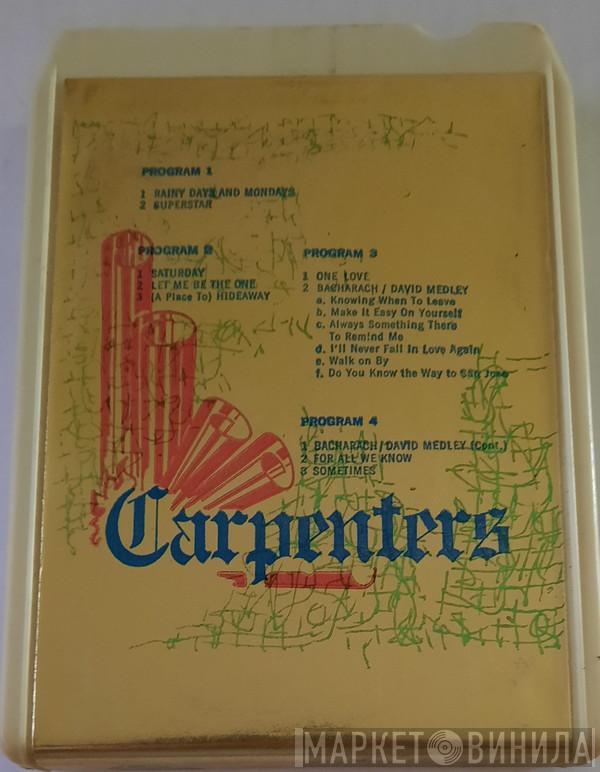 PROGRAM 1
1 RAINY DAYS AND MONDAYS
2 SUPERSTAR
PROGRAM 2
1 SATURDAY
2 LET ME BE THE ONE
3 (A Place To) HIDEAWAY
PROGRAM 3
1 ONE LOVE
2 BACHARACH / DAVID MEDLEY
a. Knowing When To Leave
b. Make It Easy On Yourself
c. Always Something There
To Remind Me
d. I'll Never Fall In Love Again
e. Walk on By
f. Do You Know the Way to San Jose
PROGRAM 4
1 BACHARACH / DAVID MEDLEY (Cont.)
2 FOR ALL WE KNOW
3 SOMETIMES
Carpenters
МАРКЕТ ВИНИЛА